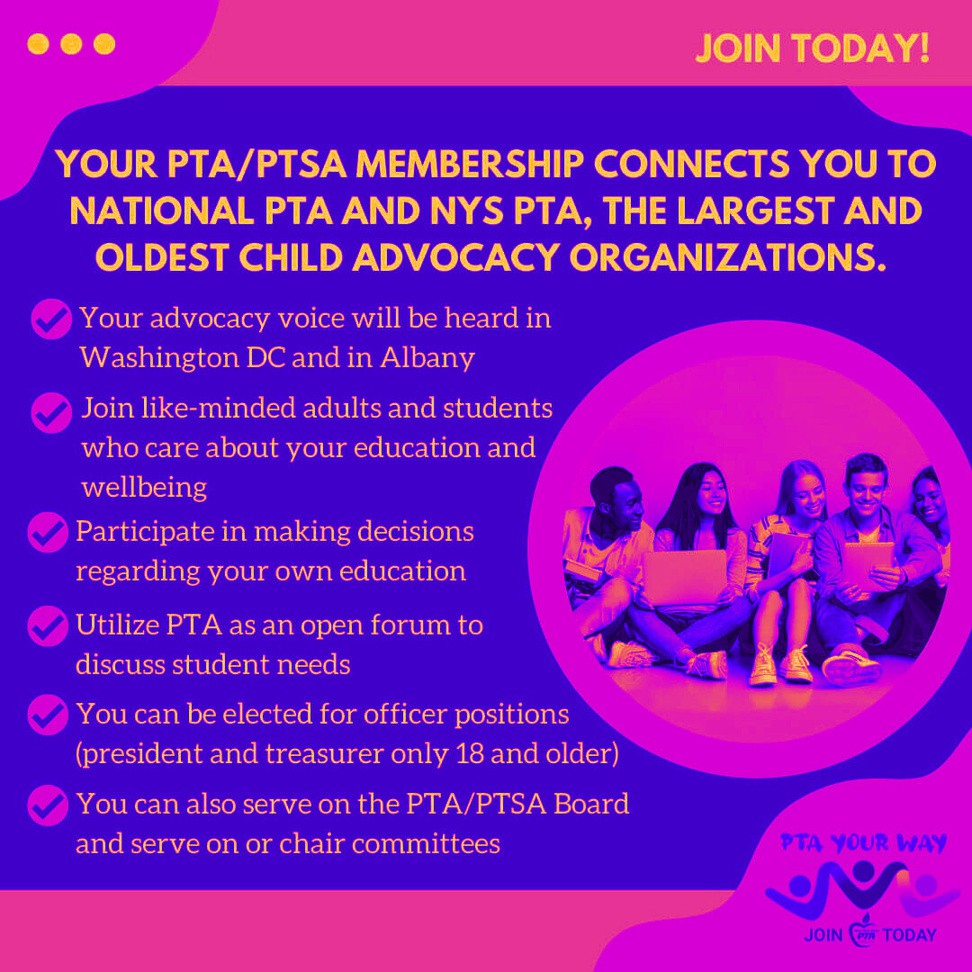 JOIN TODAY!
YOUR PTA/PTSA MEMBERSHIP CONNECTS YOU TO
NATIONAL PTA AND NYS PTA, THE LARGEST AND
OLDEST CHILD ADVOCACY ORGANIZATIONS.
Your advocacy voice will be heard in
Washington DC and in Albany
Join like-minded adults and students
who care about your education and
wellbeing
Participate in making decisions
regarding your own education
Utilize PTA as an open forum to
discuss student needs
You can be elected for officer positions
(president and treasurer only 18 and older)
You can also serve on the PTA/PTSA Board
and serve on or chair committees
PTA YOUR WAY
JOIN PTA TODAY